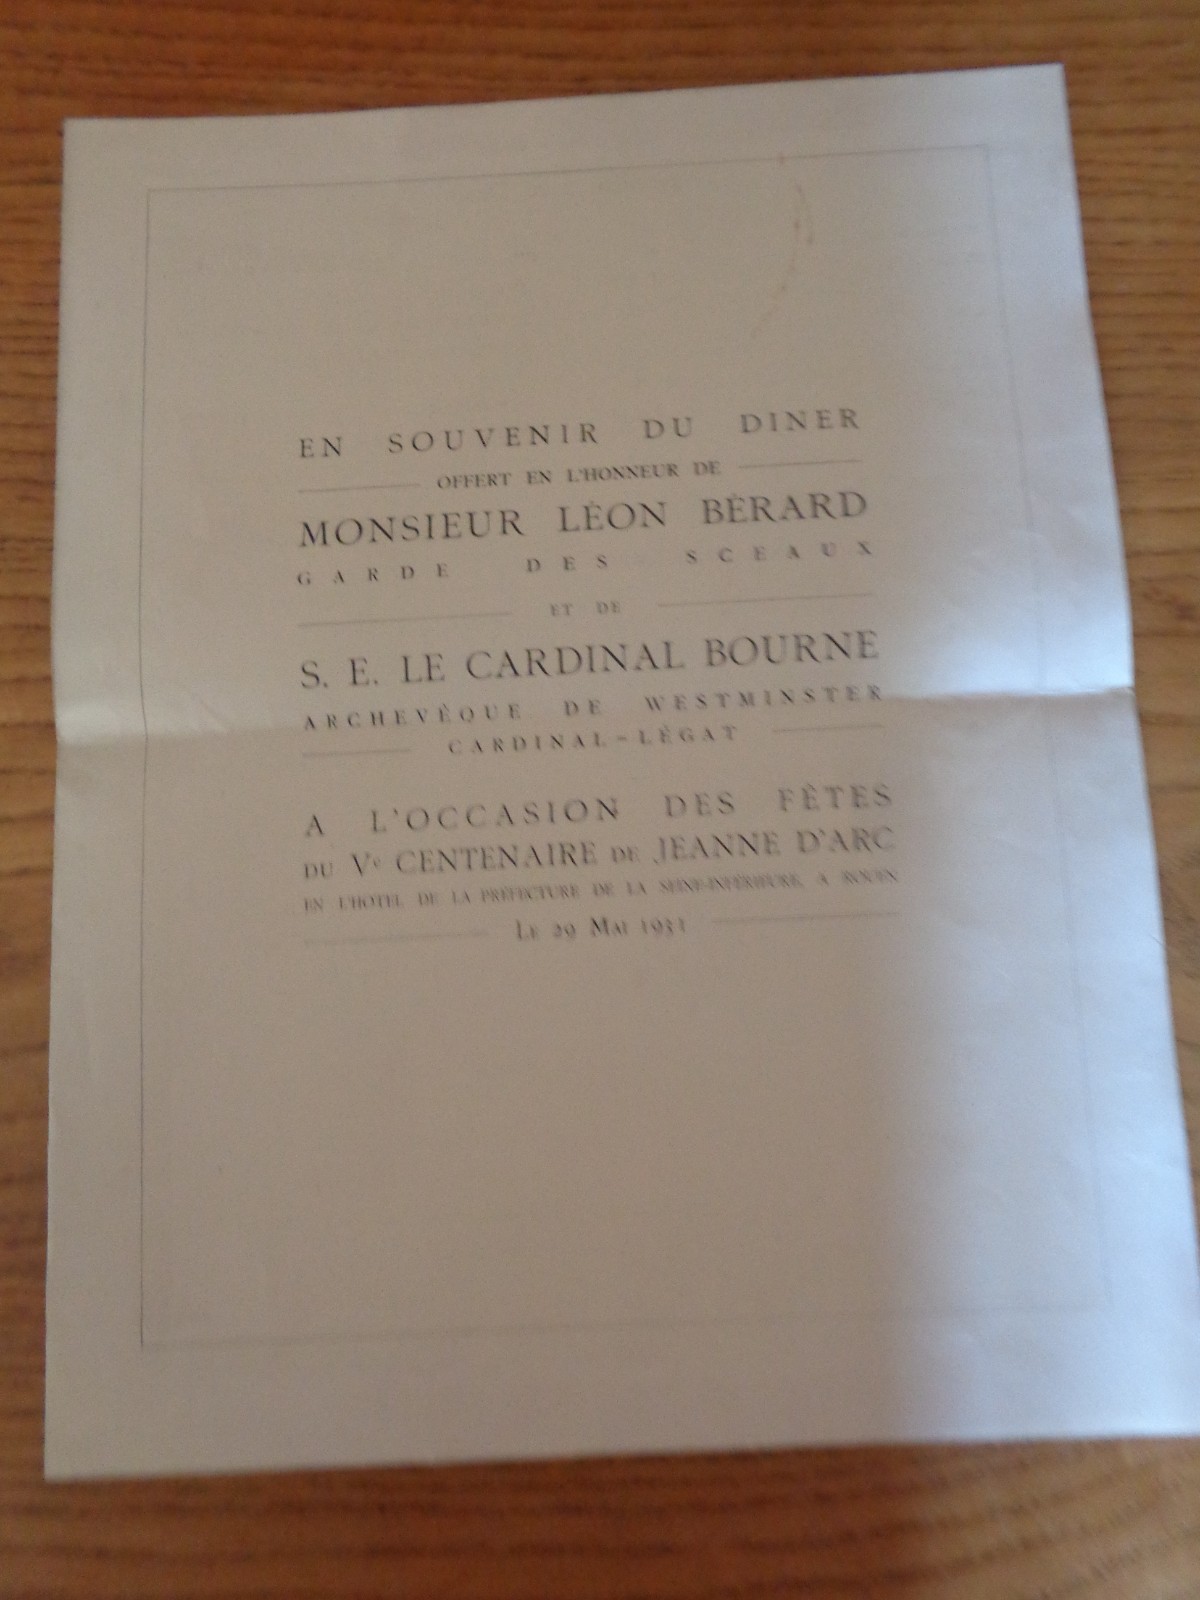 EN SOUVENIR DU DINER
OFFERT EN L'HONNEUR DE
MONSIEUR LÉON BÉRARD
GARDE DES SCEAUX
ET DE
S. E. LE CARDINAL BOURNE
ARCHEVÊQUE DE WESTMINSTER
CARDINAL-LÉGAT
A L'OCCASION DES FÊTES
DU Ve CENTENAIRE DE JEANNE D'ARC
EN L'HOTEL DE LA PRÉFECTURE DE LA SEINE-INFÉRIEURE, A ROUEN
LE 29 MAI 1931